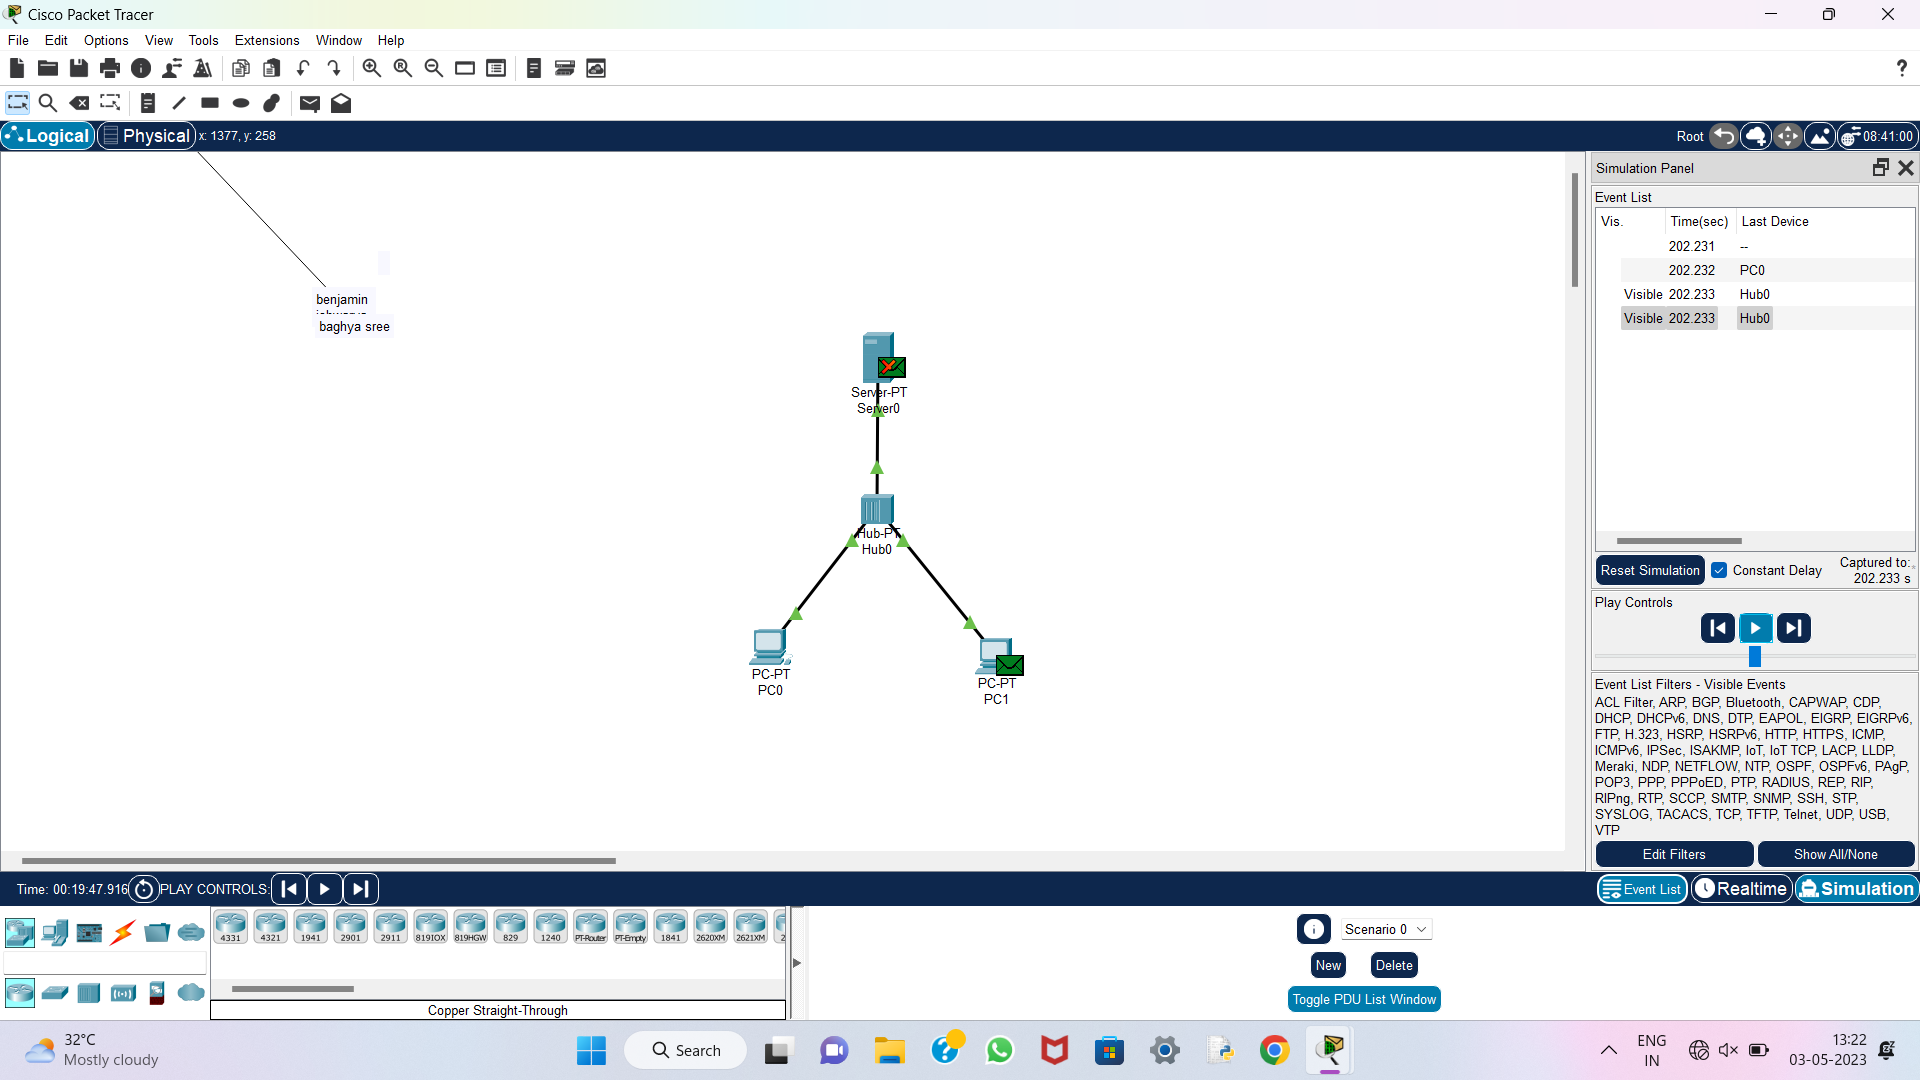 Cisco Packet Tracer
File Edit Options View Tools Extensions Window Help
?
Logical Physical x: 1377, y: 258 Root 08:41:00
benjamin
baghya sree
Server-PT
Server0
Hub-PT
Hub0
PC-PT
PC0
PC-PT
PC1
Simulation Panel
Event List
Vis. Time(sec) Last Device
202.231 --
202.232 PC0
Visible 202.233 Hub0
Visible 202.233 Hub0
Reset Simulation Constant Delay Captured to:
202.233 s
Play Controls
Event List Filters - Visible Events
ACL Filter, ARP, BGP, Bluetooth, CAPWAP, CDP,
DHCP, DHCPv6, DNS, DTP, EAPOL, EIGRP, EIGRPv6,
FTP, H.323, HSRP, HSRPv6, HTTP, HTTPS, ICMP,
ICMPv6, IPSec, ISAKMP, IoT, IoT TCP, LACP, LLDP,
Meraki, NDP, NETFLOW, NTP, OSPF, OSPFv6, PAgP,
POP3, PPP, PPPoED, PTP, RADIUS, REP, RIP,
RIPng, RTP, SCCP, SMTP, SNMP, SSH, STP,
SYSLOG, TACACS, TCP, TFTP, Telnet, UDP, USB,
VTP
Edit Filters Show All/None
Time: 00:19:47.916 PLAY CONTROLS: Event List Realtime Simulation
4331 4321 1941 2901 2911 819IOX 819HGW 829 1240 PT-Router PT-Empty 1841 2620XM 2621XM
Copper Straight-Through
Scenario 0
New Delete
Toggle PDU List Window
32°C
Mostly cloudy
Search
ENG
IN
13:22
03-05-2023